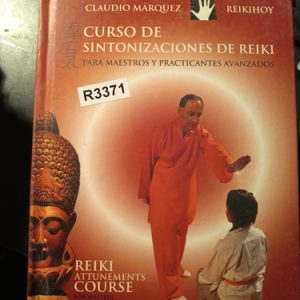 CLAUDIO MÁRQUEZ
REIKIHOY
CURSO DE
SINTONIZACIONES DE REIKI
PARA MAESTROS Y PRACTICANTES AVANZADOS
R3371
REIKI
ATTUNEMENTS
COURSE